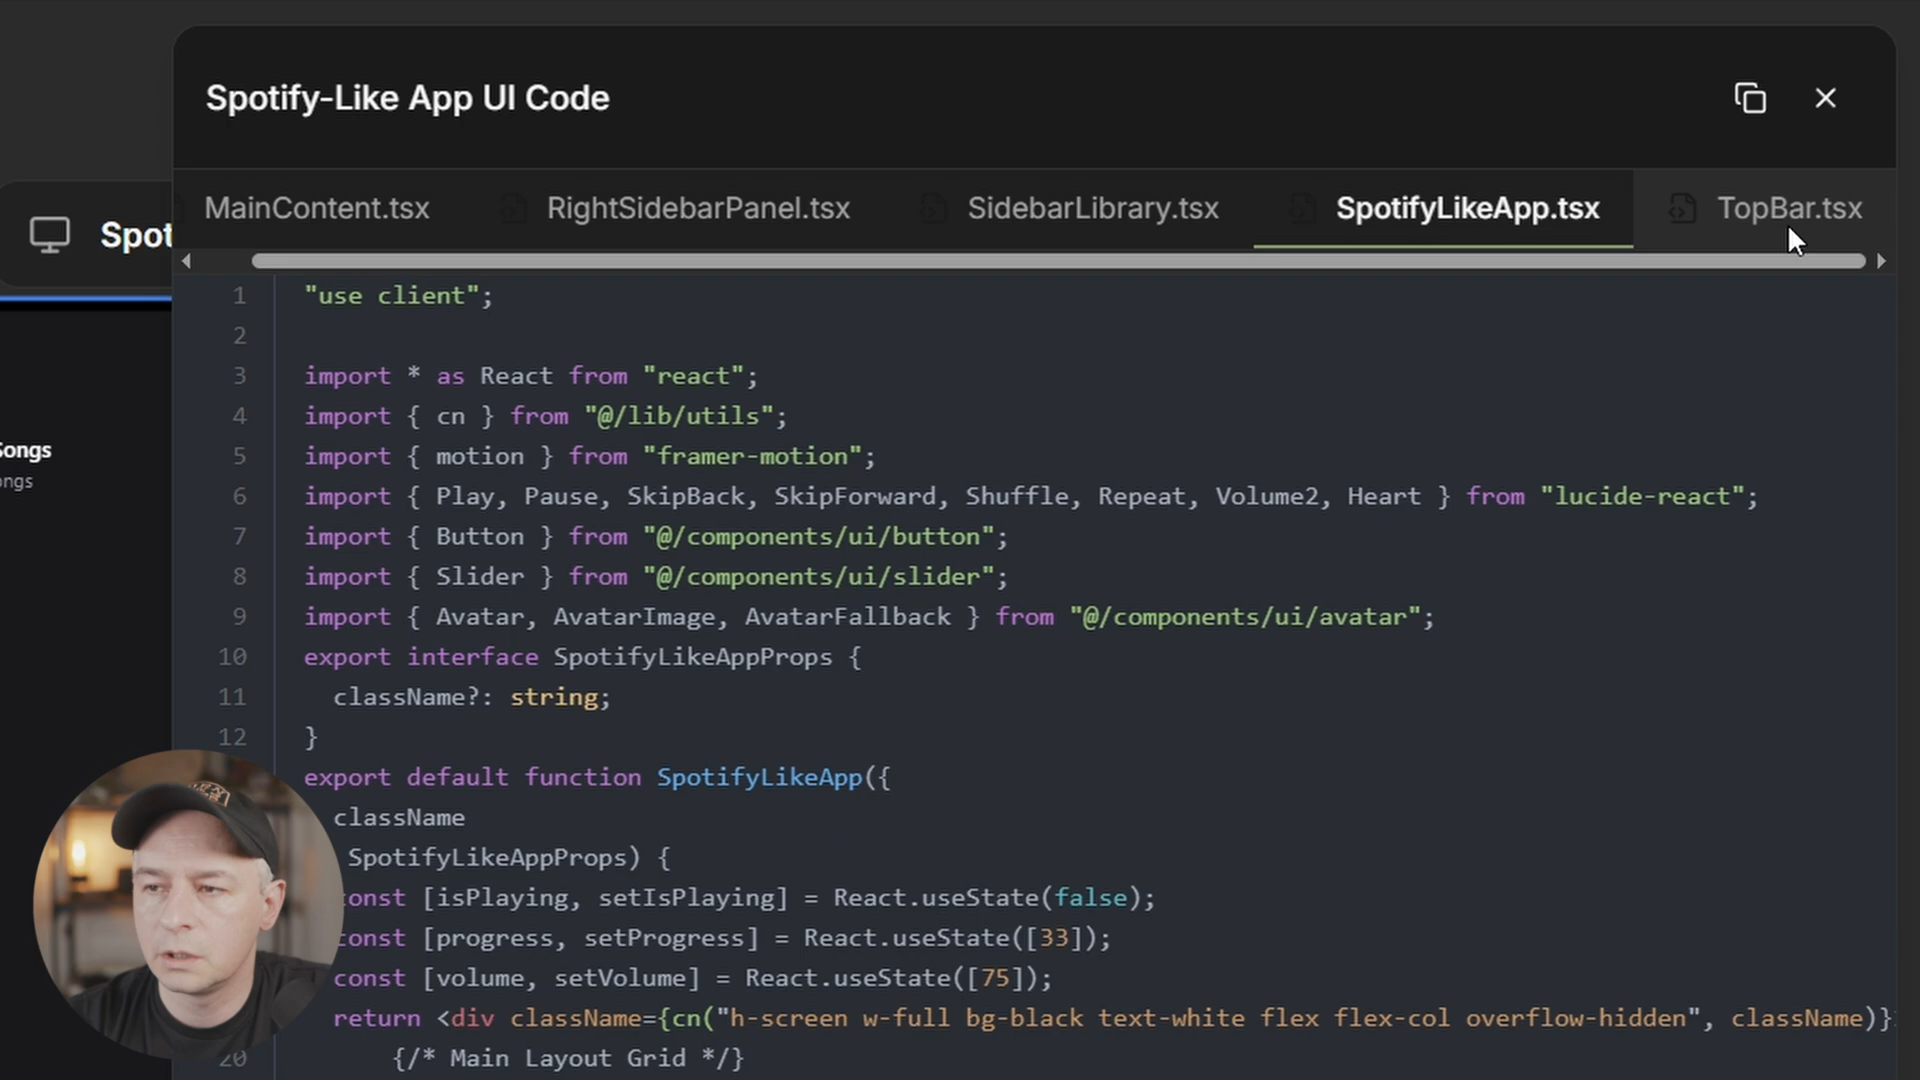 Spotify-Like App UI Code
Spot
MainContent.tsx RightSidebarPanel.tsx SidebarLibrary.tsx SpotifyLikeApp.tsx TopBar.tsx
Songs
ongs
1 "use client";
2
3 import * as React from "react";
4 import { cn } from "@/lib/utils";
5 import { motion } from "framer-motion";
6 import { Play, Pause, SkipBack, SkipForward, Shuffle, Repeat, Volume2, Heart } from "lucide-react";
7 import { Button } from "@/components/ui/button";
8 import { Slider } from "@/components/ui/slider";
9 import { Avatar, AvatarImage, AvatarFallback } from "@/components/ui/avatar";
10 export interface SpotifyLikeAppProps {
11 className?: string;
12 }
export default function SpotifyLikeApp({
className
SpotifyLikeAppProps) {
const [isPlaying, setIsPlaying] = React.useState(false);
const [progress, setProgress] = React.useState([33]);
const [volume, setVolume] = React.useState([75]);
return <div className={cn("h-screen w-full bg-black text-white flex flex-col overflow-hidden", className)}
20 {/* Main Layout Grid */}